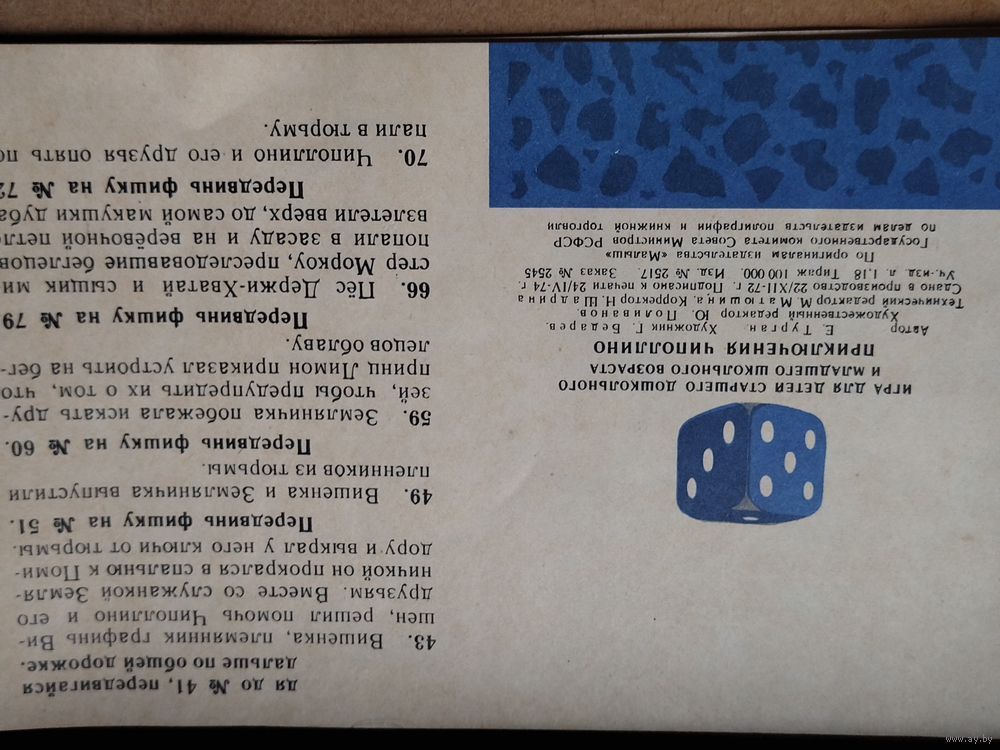 ИГРА ДЛЯ ДЕТЕЙ СТАРШЕГО ДОШКОЛЬНОГО
И МЛАДШЕГО ШКОЛЬНОГО ВОЗРАСТА
ПРИКЛЮЧЕНИЯ ЧИПОЛЛИНО
Автор Е. Турган Художник Г. Бедарев.
Художественный редактор Ю. Поливанов.
Технический редактор М. Матюшина. Корректор Н. Шадрина
Сдано в производство 22/XII-72 г. Подписано к печати 24/IV-74 г.
Уч.-изд. л. 1,18 Тираж 100 000 Изд. № 2517. Заказ № 2545
По оригиналам издательства «Малыш»
Государственного комитета Совета Министров РСФСР
по делам издательств полиграфии и книжной торговли
дя до № 41, передвигайся
дальше по общей дорожке.
43. Вишенка, племянник графинь Ви-
шен, решил помочь Чиполлино и его
друзьям. Вместе со служанкой Земля-
ничкой он прокрался в спальню к Поми-
дору и выкрал у него ключи от тюрьмы.
Передвинь фишку на № 51.
49. Вишенка и Земляничка выпустили
пленников из тюрьмы.
Передвинь фишку на № 60.
59. Земляничка побежала искать дру-
зей, чтобы предупредить их о том, что
принц Лимон приказал устроить на бег-
лецов облаву.
Передвинь фишку на № 79
66. Пёс Держи-Хватай и сыщик ми-
стер Моркоу, преследовавшие беглецов
попали в засаду и на верёвочной петле
взлетели вверх, до самой макушки дуба
Передвинь фишку на № 72
70. Чиполлино и его друзья опять по
пали в тюрьму.
www.ay.by